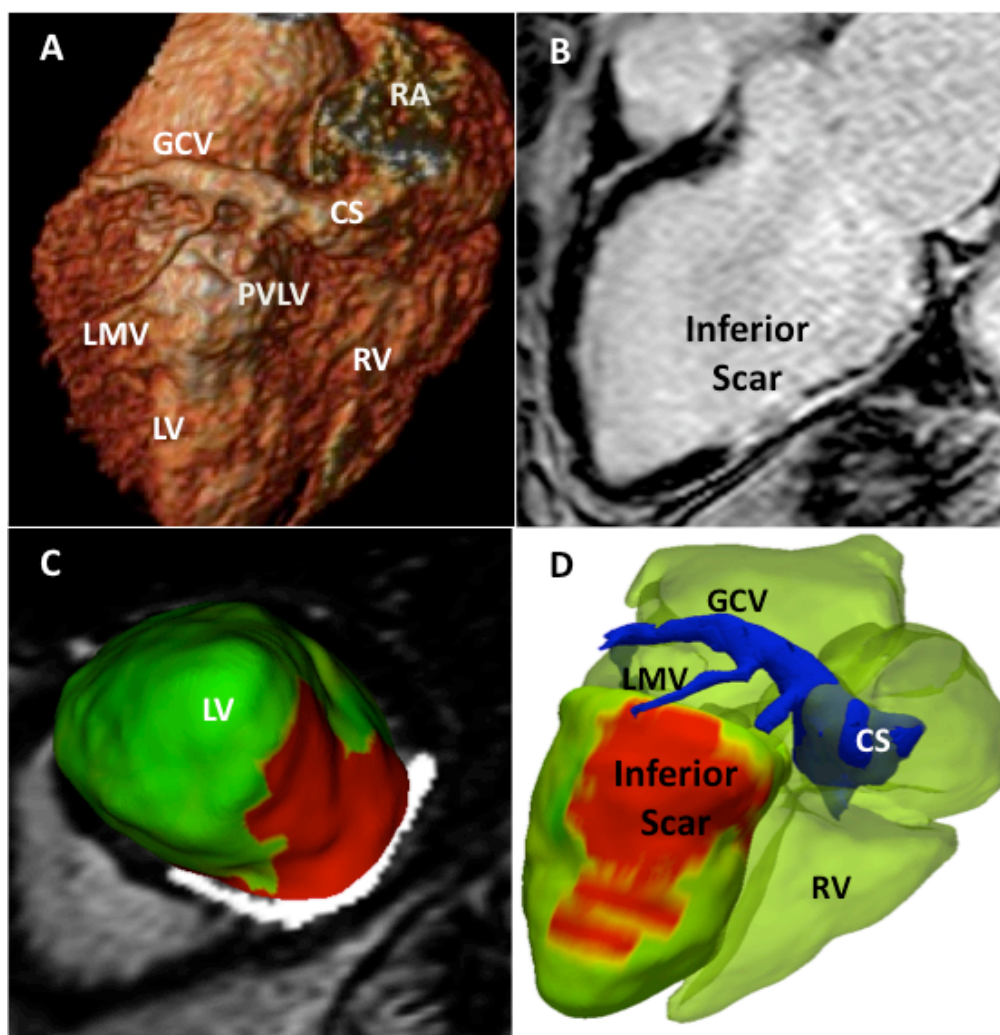 A
RA
GCV
CS
PVLV
LMV
RV
LV
B
Inferior
Scar
C
LV
D
GCV
LMV
CS
Inferior
Scar
RV